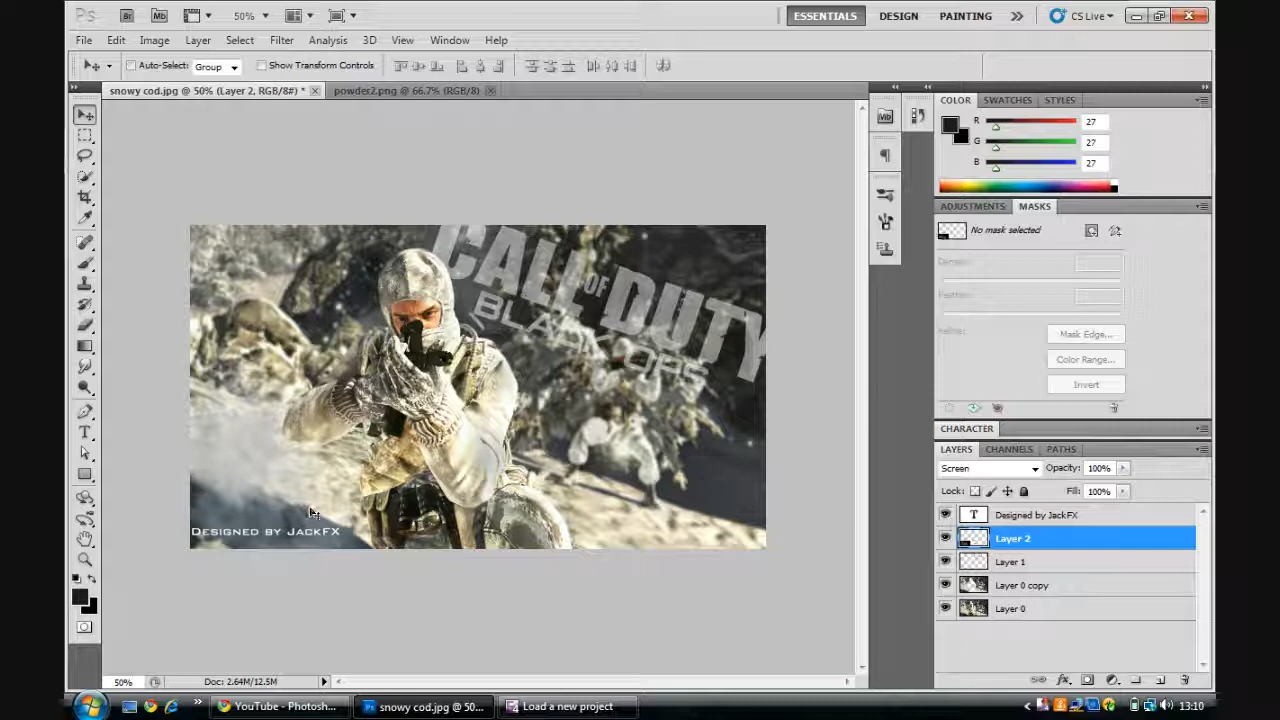 Ps Br Mb 50% ESSENTIALS DESIGN PAINTING CS Live
File Edit Image Layer Select Filter Analysis 3D View Window Help
Auto-Select: Group Show Transform Controls
snowy cod.jpg @ 50% (Layer 2, RGB/8#) * powder2.png @ 66.7% (RGB/8)
COLOR SWATCHES STYLES
R 27
G 27
B 27
ADJUSTMENTS MASKS
No mask selected
Mask Edge...
Color Range...
Invert
CALL OF DUTY
BLACK OPS
Designed by JackFX
CHARACTER
LAYERS CHANNELS PATHS
Screen Opacity: 100%
Lock: Fill: 100%
T Designed by JackFX
Layer 2
Layer 1
Layer 0 copy
Layer 0
50% Doc: 2.64M/12.5M
YouTube - Photosh... snowy cod.jpg @ 50... Load a new project 13:10